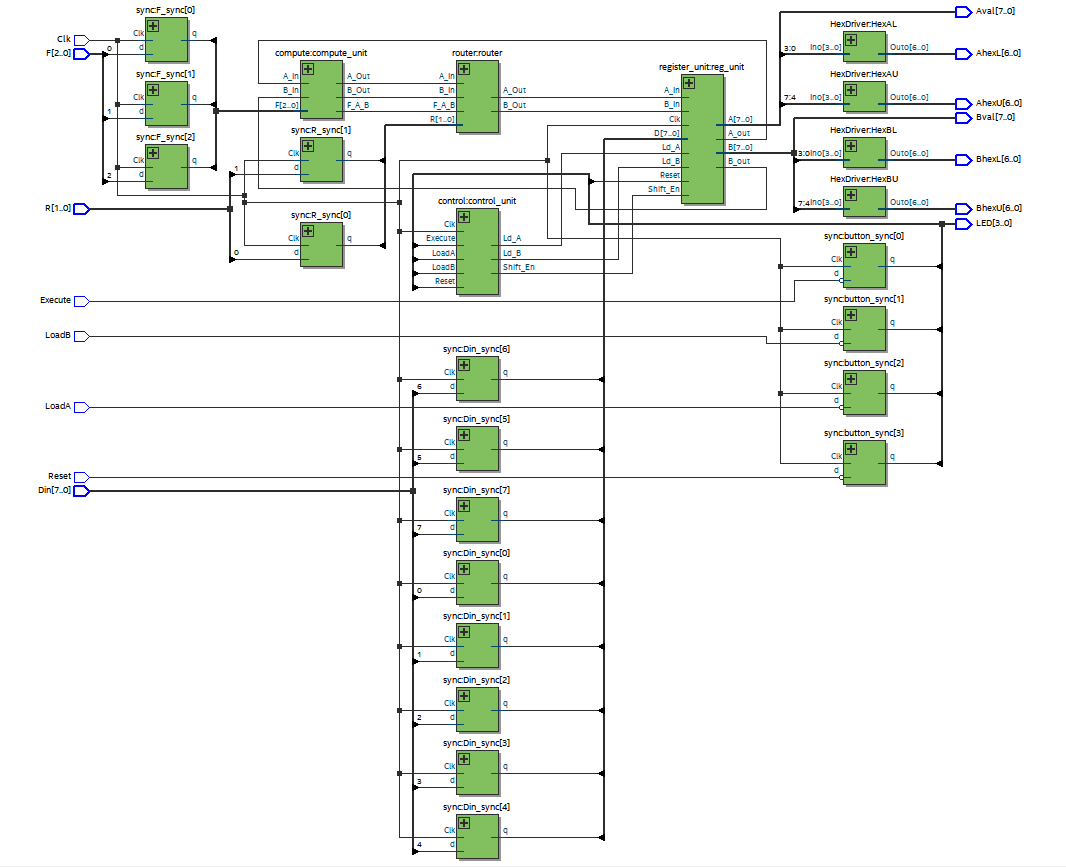 sync:F_sync[0]
Clk
d
q
Clk
F[2..0]
0
sync:F_sync[1]
Clk
d
q
1
sync:F_sync[2]
Clk
d
q
2
R[1..0]
compute:compute_unit
A_In
B_In
F[2..0]
A_Out
B_Out
F_A_B
sync:R_sync[1]
Clk
d
q
1
sync:R_sync[0]
Clk
d
q
0
router:router
A_In
B_In
F_A_B
R[1..0]
A_Out
B_Out
register_unit:reg_unit
A_In
B_In
Clk
D[7..0]
Ld_A
Ld_B
Reset
Shift_En
A[7..0]
A_out
B[7..0]
B_out
control:control_unit
Clk
Execute
LoadA
LoadB
Reset
Ld_A
Ld_B
Shift_En
Aval[7..0]
HexDriver:HexAL
3:0
In0[3..0]
Out0[6..0]
AhexL[6..0]
HexDriver:HexAU
7:4
In0[3..0]
Out0[6..0]
AhexU[6..0]
Bval[7..0]
HexDriver:HexBL
3:0
In0[3..0]
Out0[6..0]
BhexL[6..0]
HexDriver:HexBU
7:4
In0[3..0]
Out0[6..0]
BhexU[6..0]
LED[3..0]
sync:button_sync[0]
Clk
d
q
Execute
sync:button_sync[1]
Clk
d
q
LoadB
sync:button_sync[2]
Clk
d
q
LoadA
sync:button_sync[3]
Clk
d
q
Reset
Din[7..0]
sync:Din_sync[6]
Clk
d
q
6
sync:Din_sync[5]
Clk
d
q
5
sync:Din_sync[7]
Clk
d
q
7
sync:Din_sync[0]
Clk
d
q
0
sync:Din_sync[1]
Clk
d
q
1
sync:Din_sync[2]
Clk
d
q
2
sync:Din_sync[3]
Clk
d
q
3
sync:Din_sync[4]
Clk
d
q
4